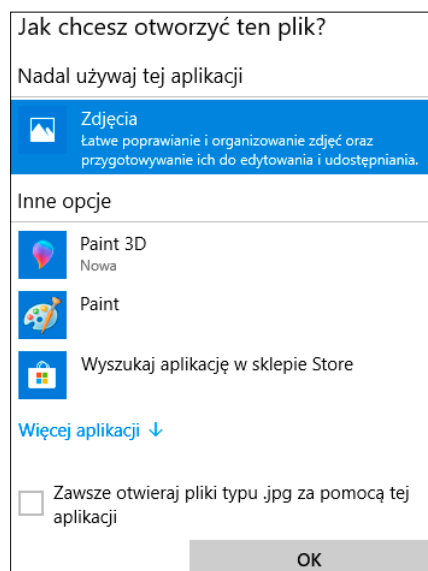 Jak chcesz otworzyć ten plik?
Nadal używaj tej aplikacji
Zdjęcia
Łatwe poprawianie i organizowanie zdjęć oraz
przygotowywanie ich do edytowania i udostępniania.
Inne opcje
Paint 3D
Nowa
Paint
Wyszukaj aplikację w sklepie Store
Więcej aplikacji ↓
Zawsze otwieraj pliki typu .jpg za pomocą tej
aplikacji
OK